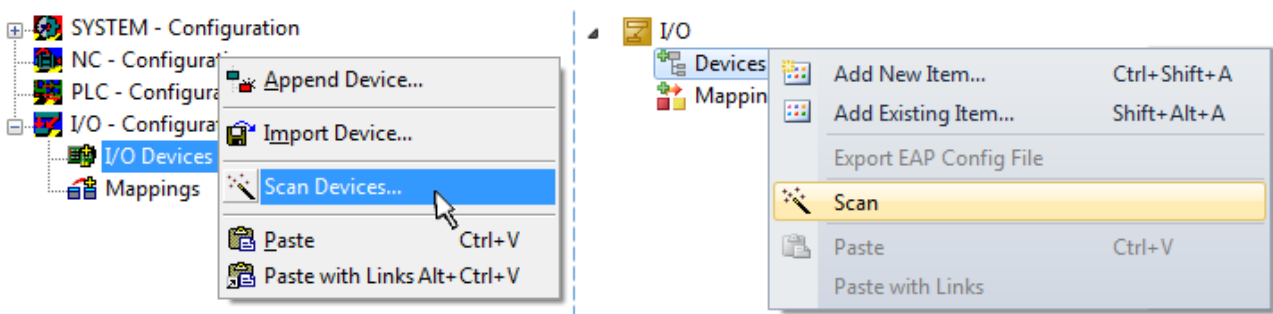 SYSTEM - Configuration
NC - Configurat
PLC - Configura
I/O - Configurat
I/O Devices
Mappings
Append Device...
Import Device...
Scan Devices...
Paste Ctrl+V
Paste with Links Alt+Ctrl+V
I/O
Devices
Mappin
Add New Item... Ctrl+Shift+A
Add Existing Item... Shift+Alt+A
Export EAP Config File
Scan
Paste Ctrl+V
Paste with Links